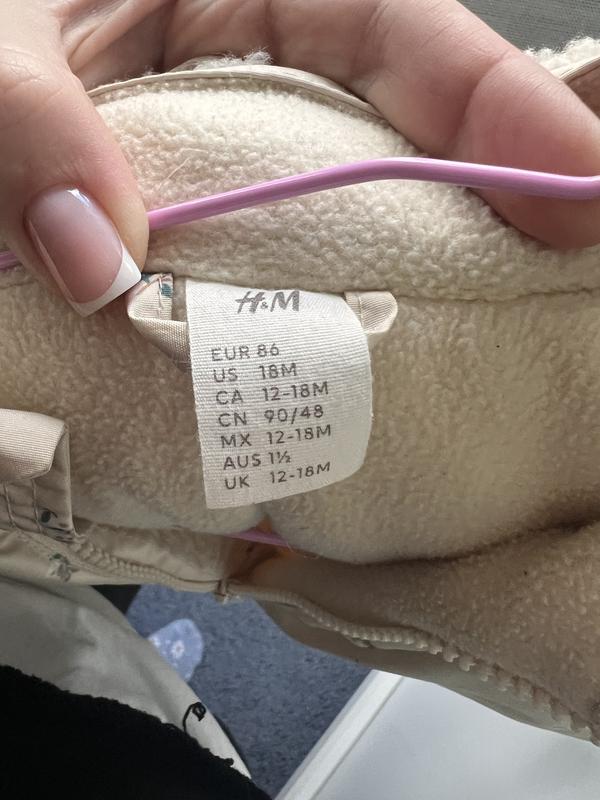 H&M
EUR 86
US 18M
CA 12-18M
CN 90/48
MX 12-18M
AUS 1½
UK 12-18M